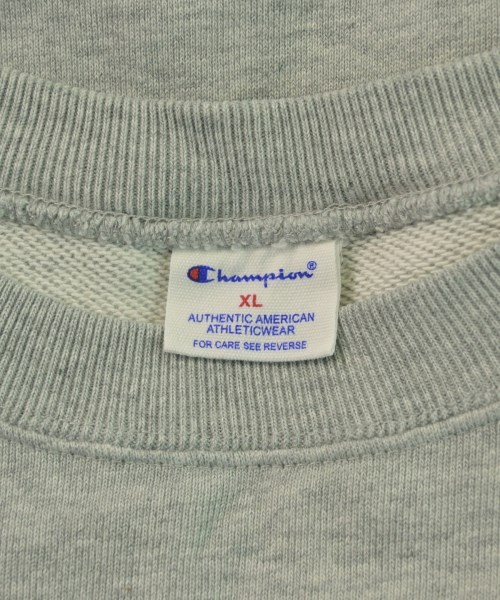 Champion®
XL
AUTHENTIC AMERICAN
ATHLETICWEAR
FOR CARE SEE REVERSE